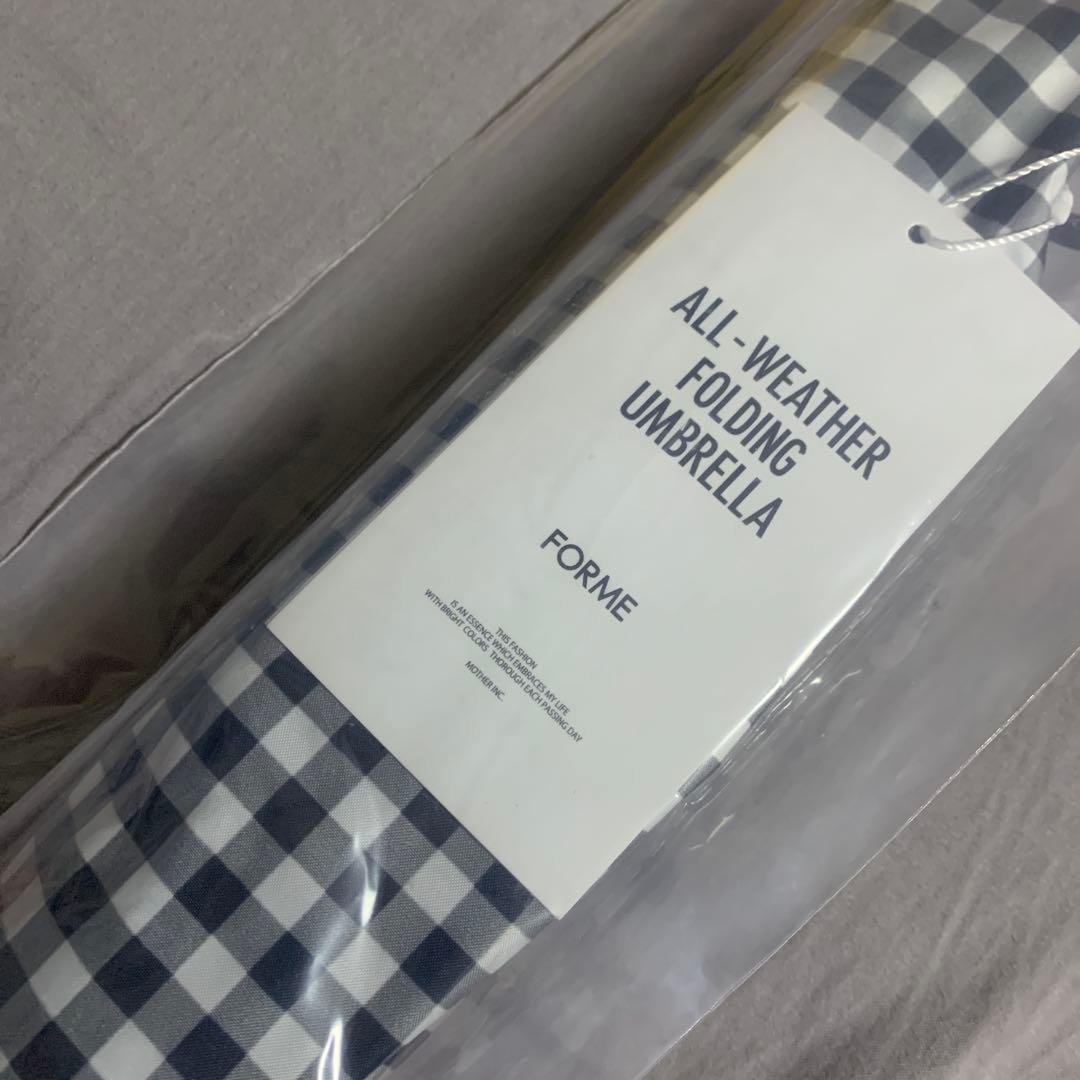 ALL-WEATHER
FOLDING
UMBRELLA
FORME
THIS FASHION
IS AN ESSENCE WHICH EMBRACES MY LIFE
WITH BRIGHT COLORS THOROUGH EACH PASSING DAY
MOTHER INC.